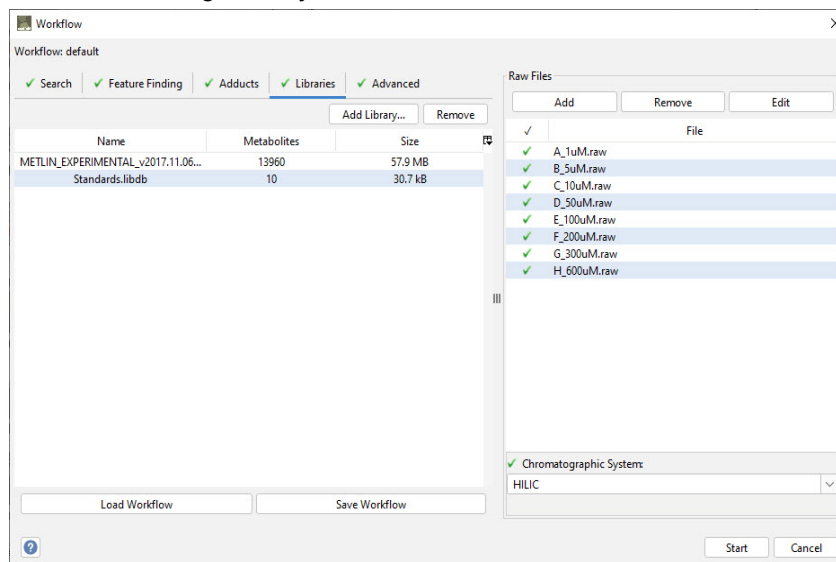 Workflow
Workflow: default
✓ Search ✓ Feature Finding ✓ Adducts ✓ Libraries ✓ Advanced
Add Library... Remove
Name Metabolites Size
METLIN_EXPERIMENTAL_v2017.11.06... 13960 57.9 MB
Standards.libdb 10 30.7 kB
Load Workflow Save Workflow
Raw Files
Add Remove Edit
✓ File
✓ A_1uM.raw
✓ B_5uM.raw
✓ C_10uM.raw
✓ D_50uM.raw
✓ E_100uM.raw
✓ F_200uM.raw
✓ G_300uM.raw
✓ H_600uM.raw
✓ Chromatographic System:
HILIC
? Start Cancel